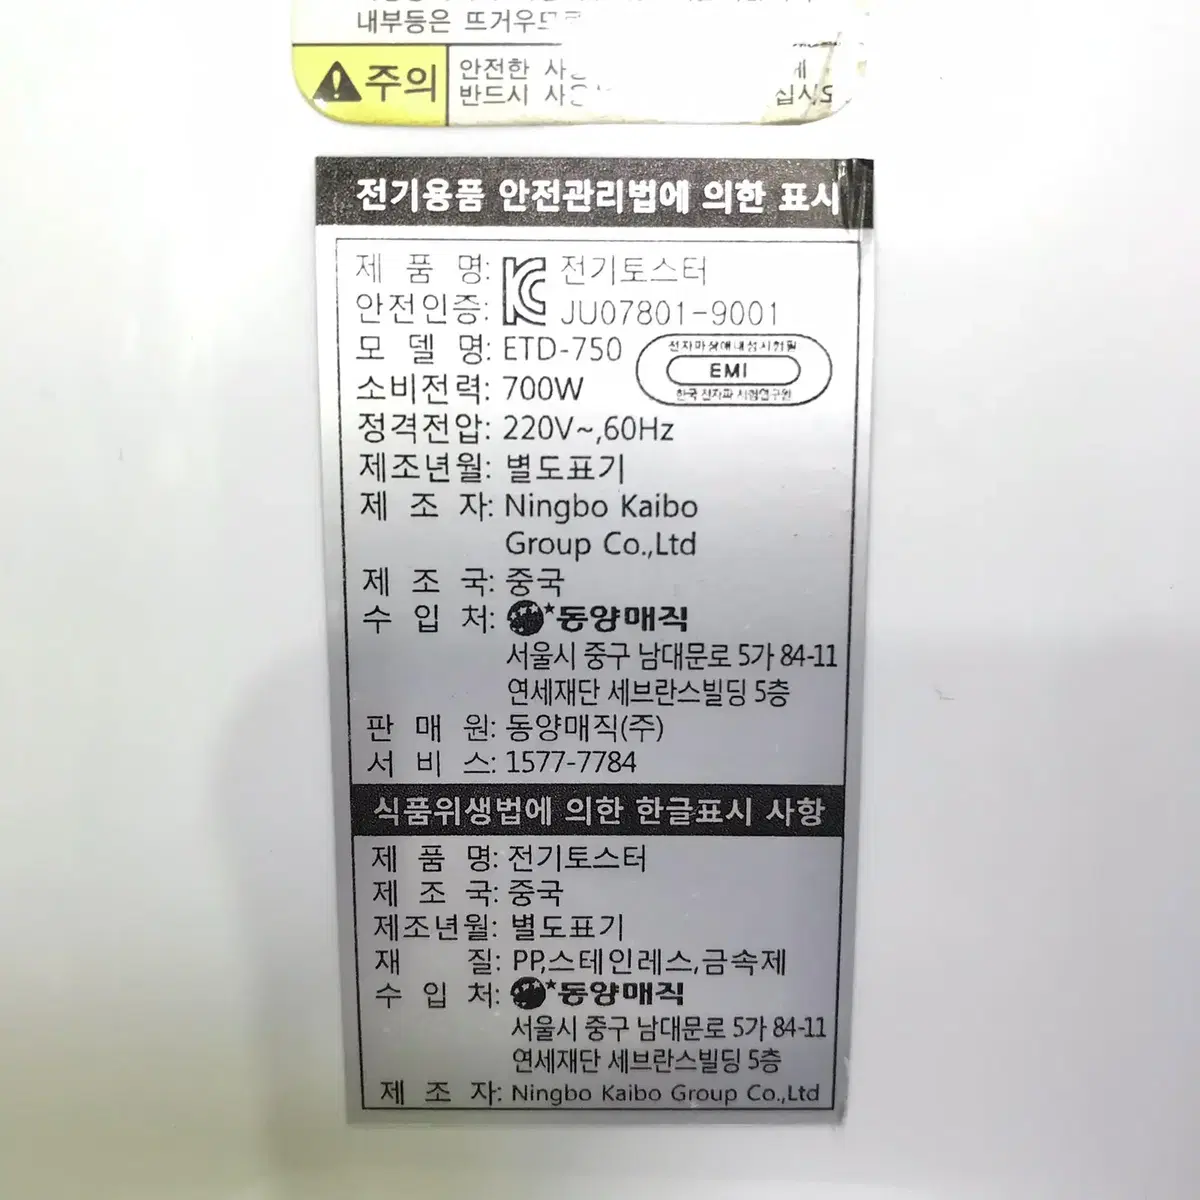 내부등은 뜨거우므로
주의
안전한
반드시
전기용품 안전관리법에 의한 표시
제 품 명: 전기토스터
안전인증: JU07801-9001
모 델 명: ETD-750
전자파장애내성시험필
EMI
한국 전자파 시험연구원
소비전력: 700W
정격전압: 220V~,60Hz
제조년월: 별도표기
제 조 자: Ningbo Kaibo
Group Co.,Ltd
제 조 국: 중국
수 입 처: 동양매직
서울시 중구 남대문로 5가 84-11
연세재단 세브란스빌딩 5층
판 매 원: 동양매직(주)
서 비 스: 1577-7784
식품위생법에 의한 한글표시 사항
제 품 명: 전기토스터
제 조 국: 중국
제조년월: 별도표기
재 질: PP,스테인레스,금속제
수 입 처: 동양매직
서울시 중구 남대문로 5가 84-11
연세재단 세브란스빌딩 5층
제 조 자: Ningbo Kaibo Group Co.,Ltd